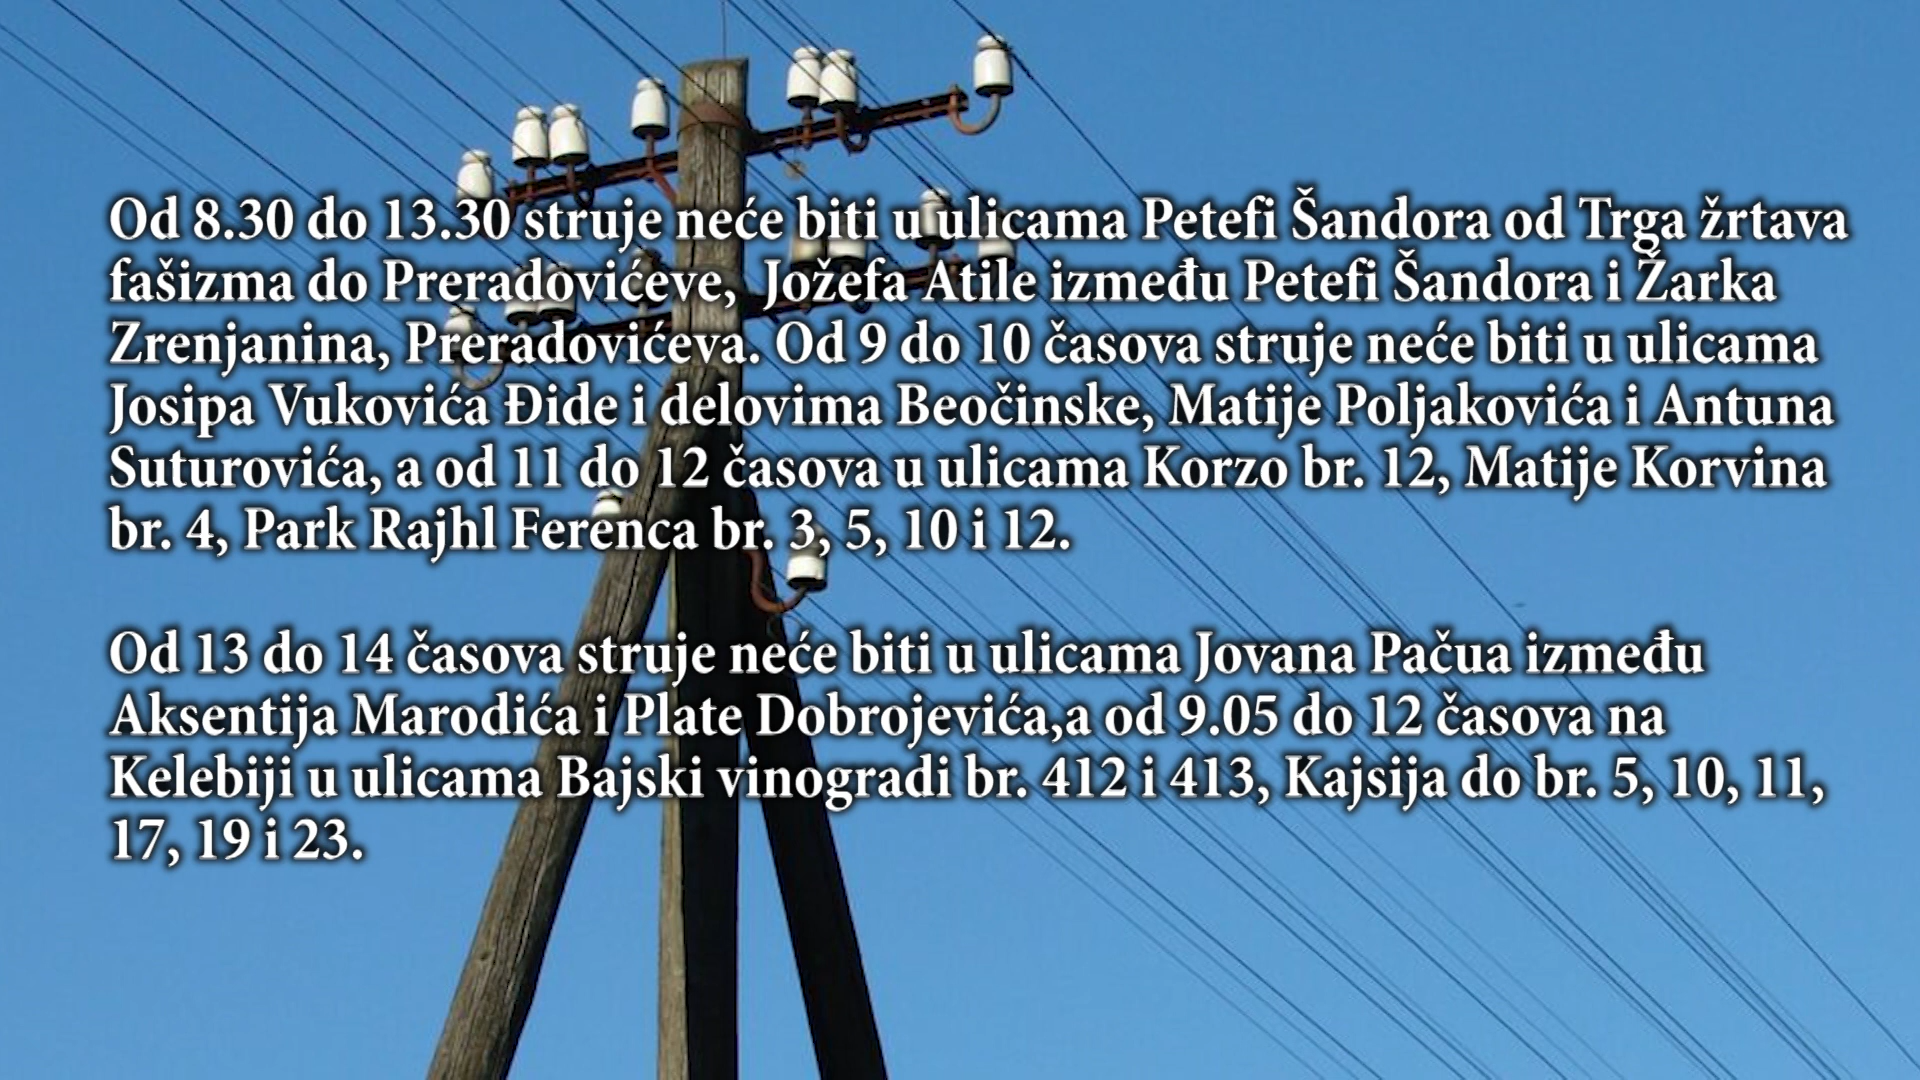 Od 8.30 do 13.30 struje neće biti u ulicama Petefi Šandora od Trga žrtava
fašizma do Preradovićeve, Jožefa Atile između Petefi Šandora i Žarka
Zrenjanina, Preradovićeva. Od 9 do 10 časova struje neće biti u ulicama
Josipa Vukovića Đide i delovima Beočinske, Matije Poljakovića i Antuna
Suturovića, a od 11 do 12 časova u ulicama Korzo br. 12, Matije Korvina
br. 4, Park Rajhl Ferenca br. 3, 5, 10 i 12.
Od 13 do 14 časova struje neće biti u ulicama Jovana Pačua između
Aksentija Marodića i Plate Dobrojevića,a od 9.05 do 12 časova na
Kelebiji u ulicama Bajski vinogradi br. 412 i 413, Kajsija do br. 5, 10, 11,
17, 19 i 23.